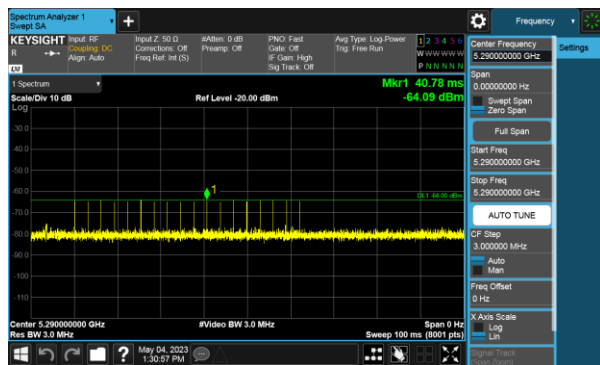 Spectrum Analyzer 1
Swept SA
Frequency
KEYSIGHT
R
LNI
Input: RF
Coupling: DC
Align: Auto
Input Z: 50 Ω
Corrections: Off
Freq Ref: Int (S)
#Atten: 0 dB
Preamp: Off
PNO: Fast
Gate: Off
IF Gain: High
Sig Track: Off
Avg Type: Log-Power
Trig: Free Run
1 2 3 4 5 6
W W W W W W
P N N N N N
1 Spectrum
Mkr1 40.78 ms
-64.09 dBm
Scale/Div 10 dB
Ref Level -20.00 dBm
Log
-30.0
-40.0
-50.0
-60.0
-70.0
-80.0
-90.0
-100
-110
1
DL1 -64.00 dBm
Center 5.290000000 GHz
#Video BW 3.0 MHz
Span 0 Hz
Res BW 3.0 MHz
Sweep 100 ms (8001 pts)
?
May 04, 2023
1:30:57 PM
Center Frequency
5.290000000 GHz
Settings
Span
0.00000000 Hz
Swept Span
Zero Span
Full Span
Start Freq
5.290000000 GHz
Stop Freq
5.290000000 GHz
AUTO TUNE
CF Step
3.000000 MHz
Auto
Man
Freq Offset
0 Hz
X Axis Scale
Log
Lin
Signal Track
(Span Zoom)